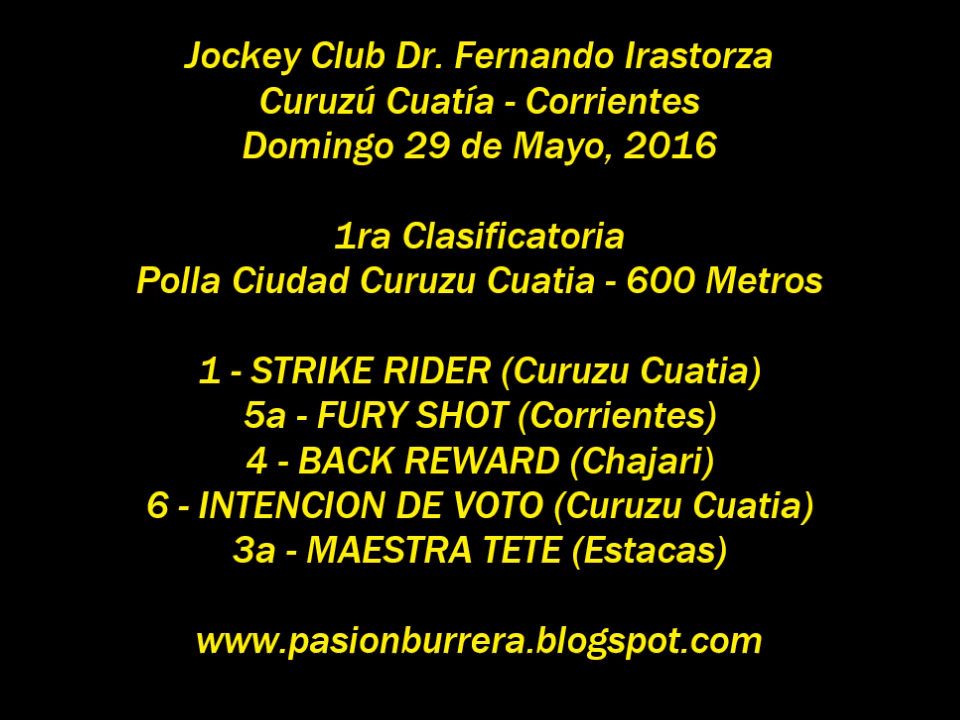 Jockey Club Dr. Fernando Irastorza
Curuzú Cuatía - Corrientes
Domingo 29 de Mayo, 2016
1ra Clasificatoria
Polla Ciudad Curuzu Cuatia - 600 Metros
1 - STRIKE RIDER (Curuzu Cuatia)
5a - FURY SHOT (Corrientes)
4 - BACK REWARD (Chajari)
6 - INTENCION DE VOTO (Curuzu Cuatia)
3a - MAESTRA TETE (Estacas)
www.pasionburrera.blogspot.com